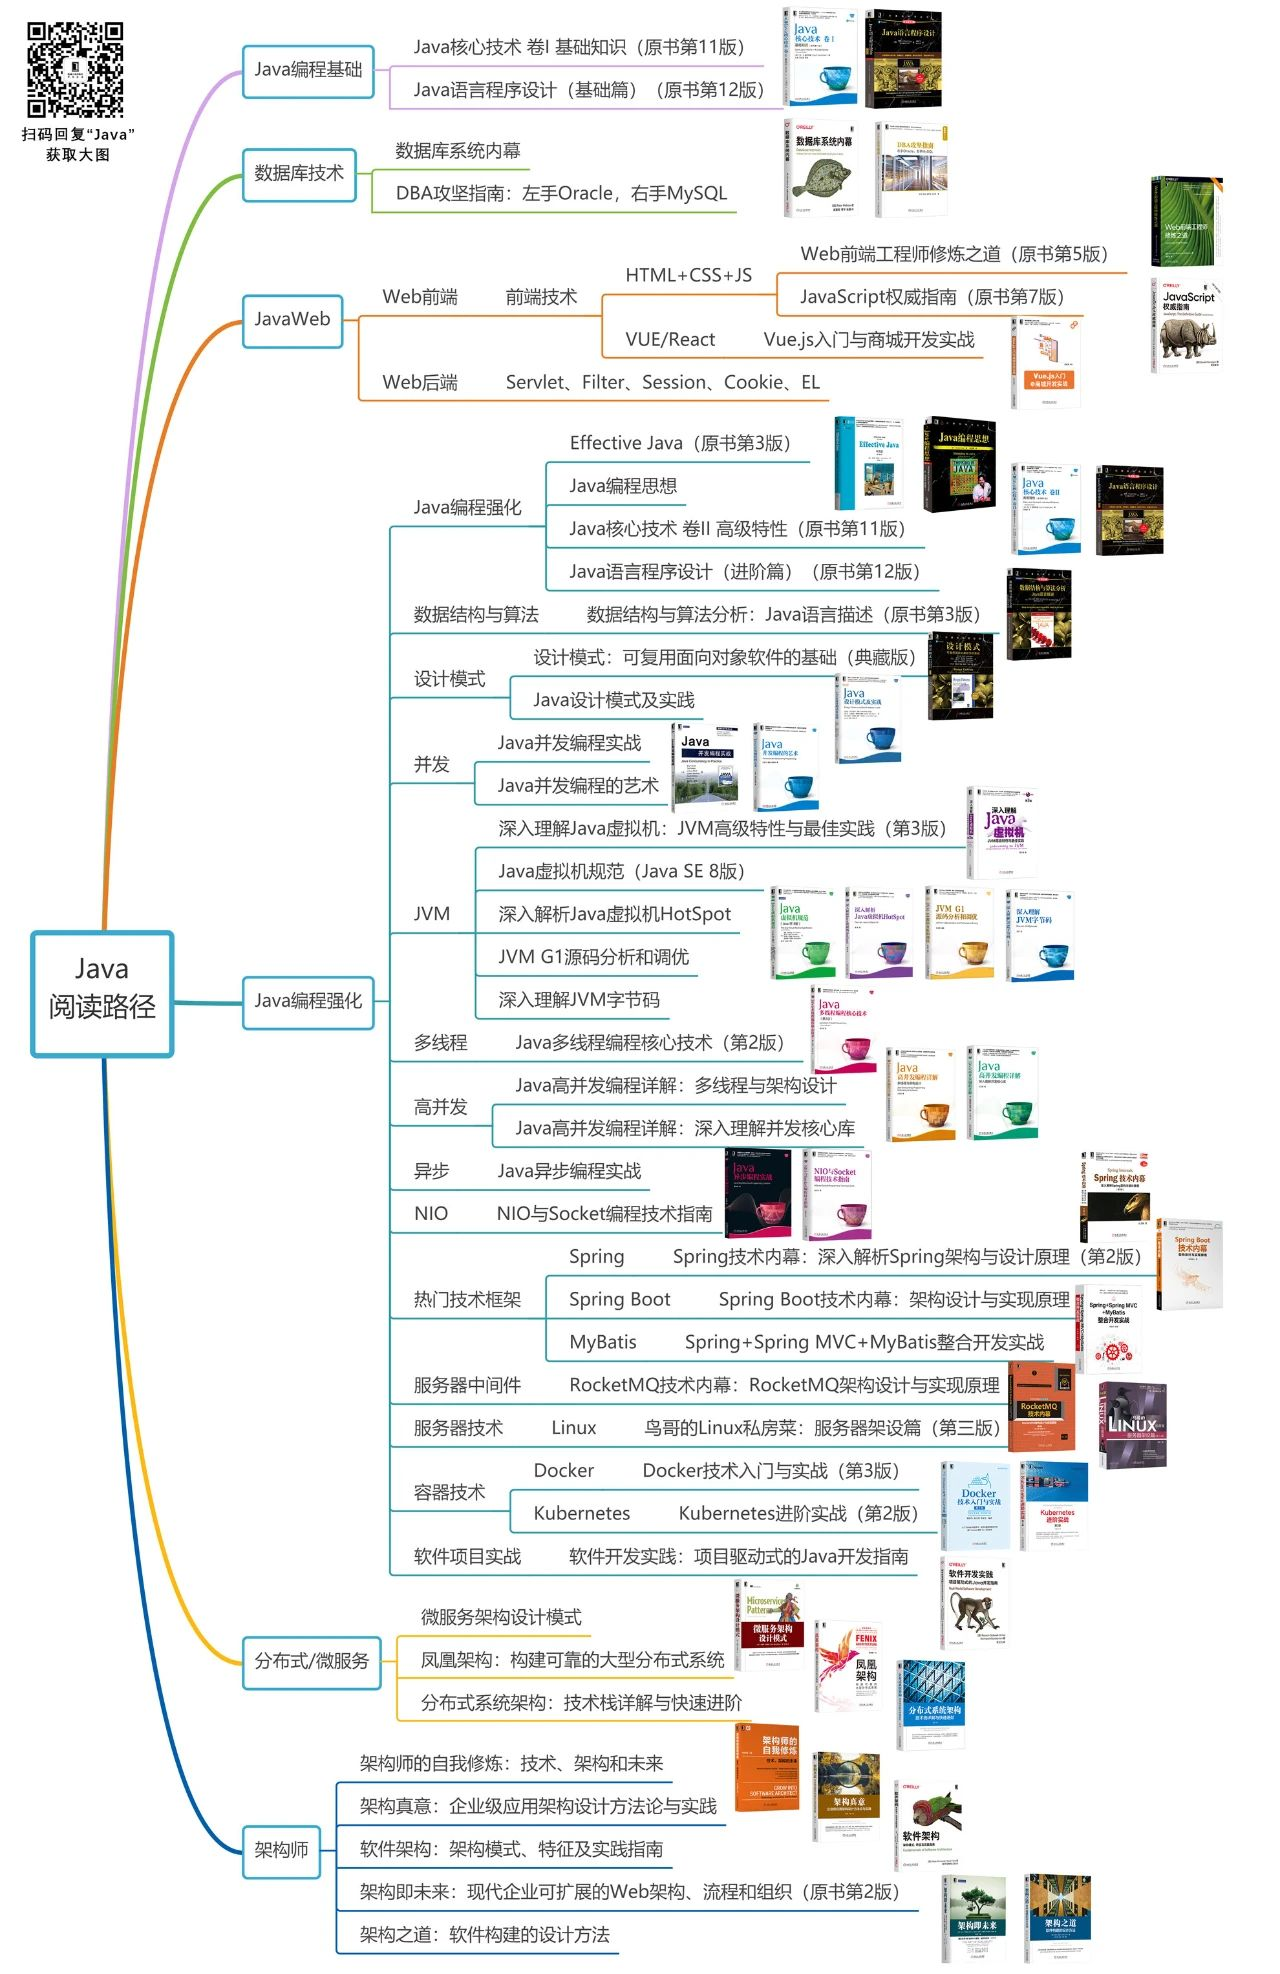 扫码回复“Java”
获取大图
Java
阅读路径
Java编程基础
Java核心技术 卷I 基础知识（原书第11版）
Java语言程序设计（基础篇）（原书第12版）
数据库技术
数据库系统内幕
DBA攻坚指南：左手Oracle，右手MySQL
JavaWeb
Web前端
前端技术
HTML+CSS+JS
Web前端工程师修炼之道（原书第5版）
JavaScript权威指南（原书第7版）
VUE/React
Vue.js入门与商城开发实战
Web后端
Servlet、Filter、Session、Cookie、EL
Java编程强化
Java编程强化
Effective Java（原书第3版）
Java编程思想
Java核心技术 卷II 高级特性（原书第11版）
Java语言程序设计（进阶篇）（原书第12版）
数据结构与算法
数据结构与算法分析：Java语言描述（原书第3版）
设计模式
设计模式：可复用面向对象软件的基础（典藏版）
Java设计模式及实践
并发
Java并发编程实战
Java并发编程的艺术
JVM
深入理解Java虚拟机：JVM高级特性与最佳实践（第3版）
Java虚拟机规范（Java SE 8版）
深入解析Java虚拟机HotSpot
JVM G1源码分析和调优
深入理解JVM字节码
多线程
Java多线程编程核心技术（第2版）
高并发
Java高并发编程详解：多线程与架构设计
Java高并发编程详解：深入理解并发核心库
异步
Java异步编程实战
NIO
NIO与Socket编程技术指南
热门技术框架
Spring
Spring技术内幕：深入解析Spring架构与设计原理（第2版）
Spring Boot
Spring Boot技术内幕：架构设计与实现原理
MyBatis
Spring+Spring MVC+MyBatis整合开发实战
服务器中间件
RocketMQ技术内幕：RocketMQ架构设计与实现原理
服务器技术
Linux
鸟哥的Linux私房菜：服务器架设篇（第三版）
容器技术
Docker
Docker技术入门与实战（第3版）
Kubernetes
Kubernetes进阶实战（第2版）
软件项目实战
软件开发实践：项目驱动式的Java开发指南
分布式/微服务
微服务架构设计模式
凤凰架构：构建可靠的大型分布式系统
分布式系统架构：技术栈详解与快速进阶
架构师
架构师的自我修炼：技术、架构和未来
架构真意：企业级应用架构设计方法论与实践
软件架构：架构模式、特征及实践指南
架构即未来：现代企业可扩展的Web架构、流程和组织（原书第2版）
架构之道：软件构建的设计方法